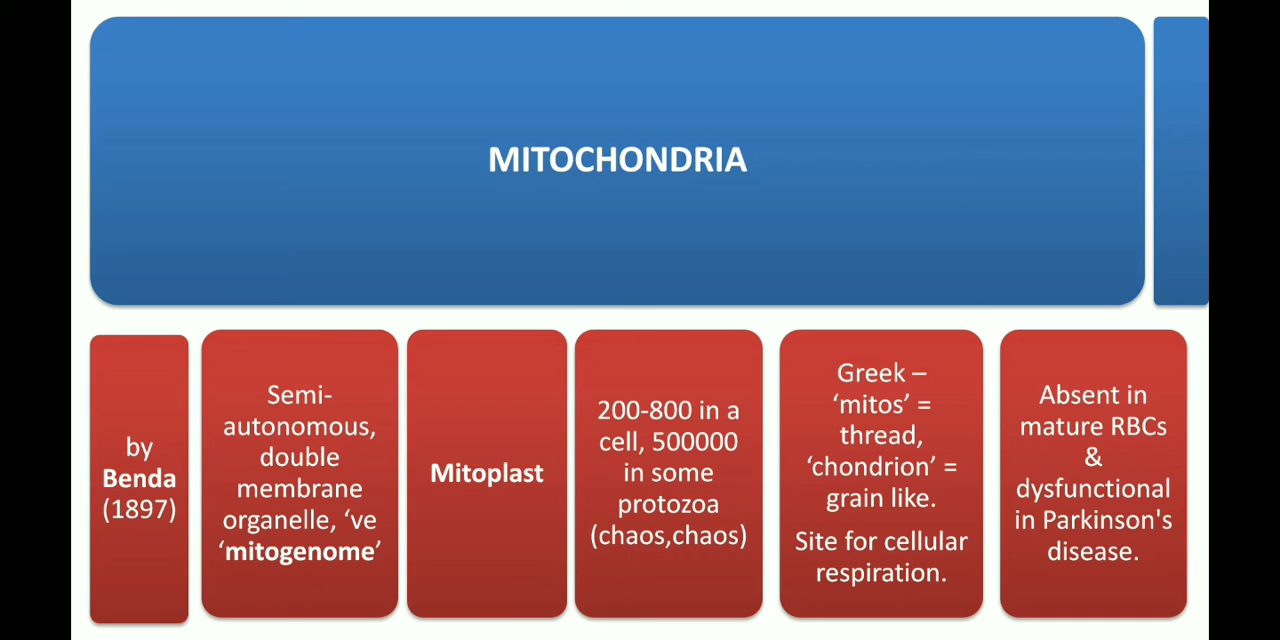 MITOCHONDRIA
by
Benda
(1897)
Semi-
autonomous,
double
membrane
organelle, ‘ve
‘mitogenome’
Mitoplast
200-800 in a
cell, 500000
in some
protozoa
(chaos,chaos)
Greek –
‘mitos’ =
thread,
‘chondrion’ =
grain like.
Site for cellular
respiration.
Absent in
mature RBCs
&
dysfunctional
in Parkinson's
disease.